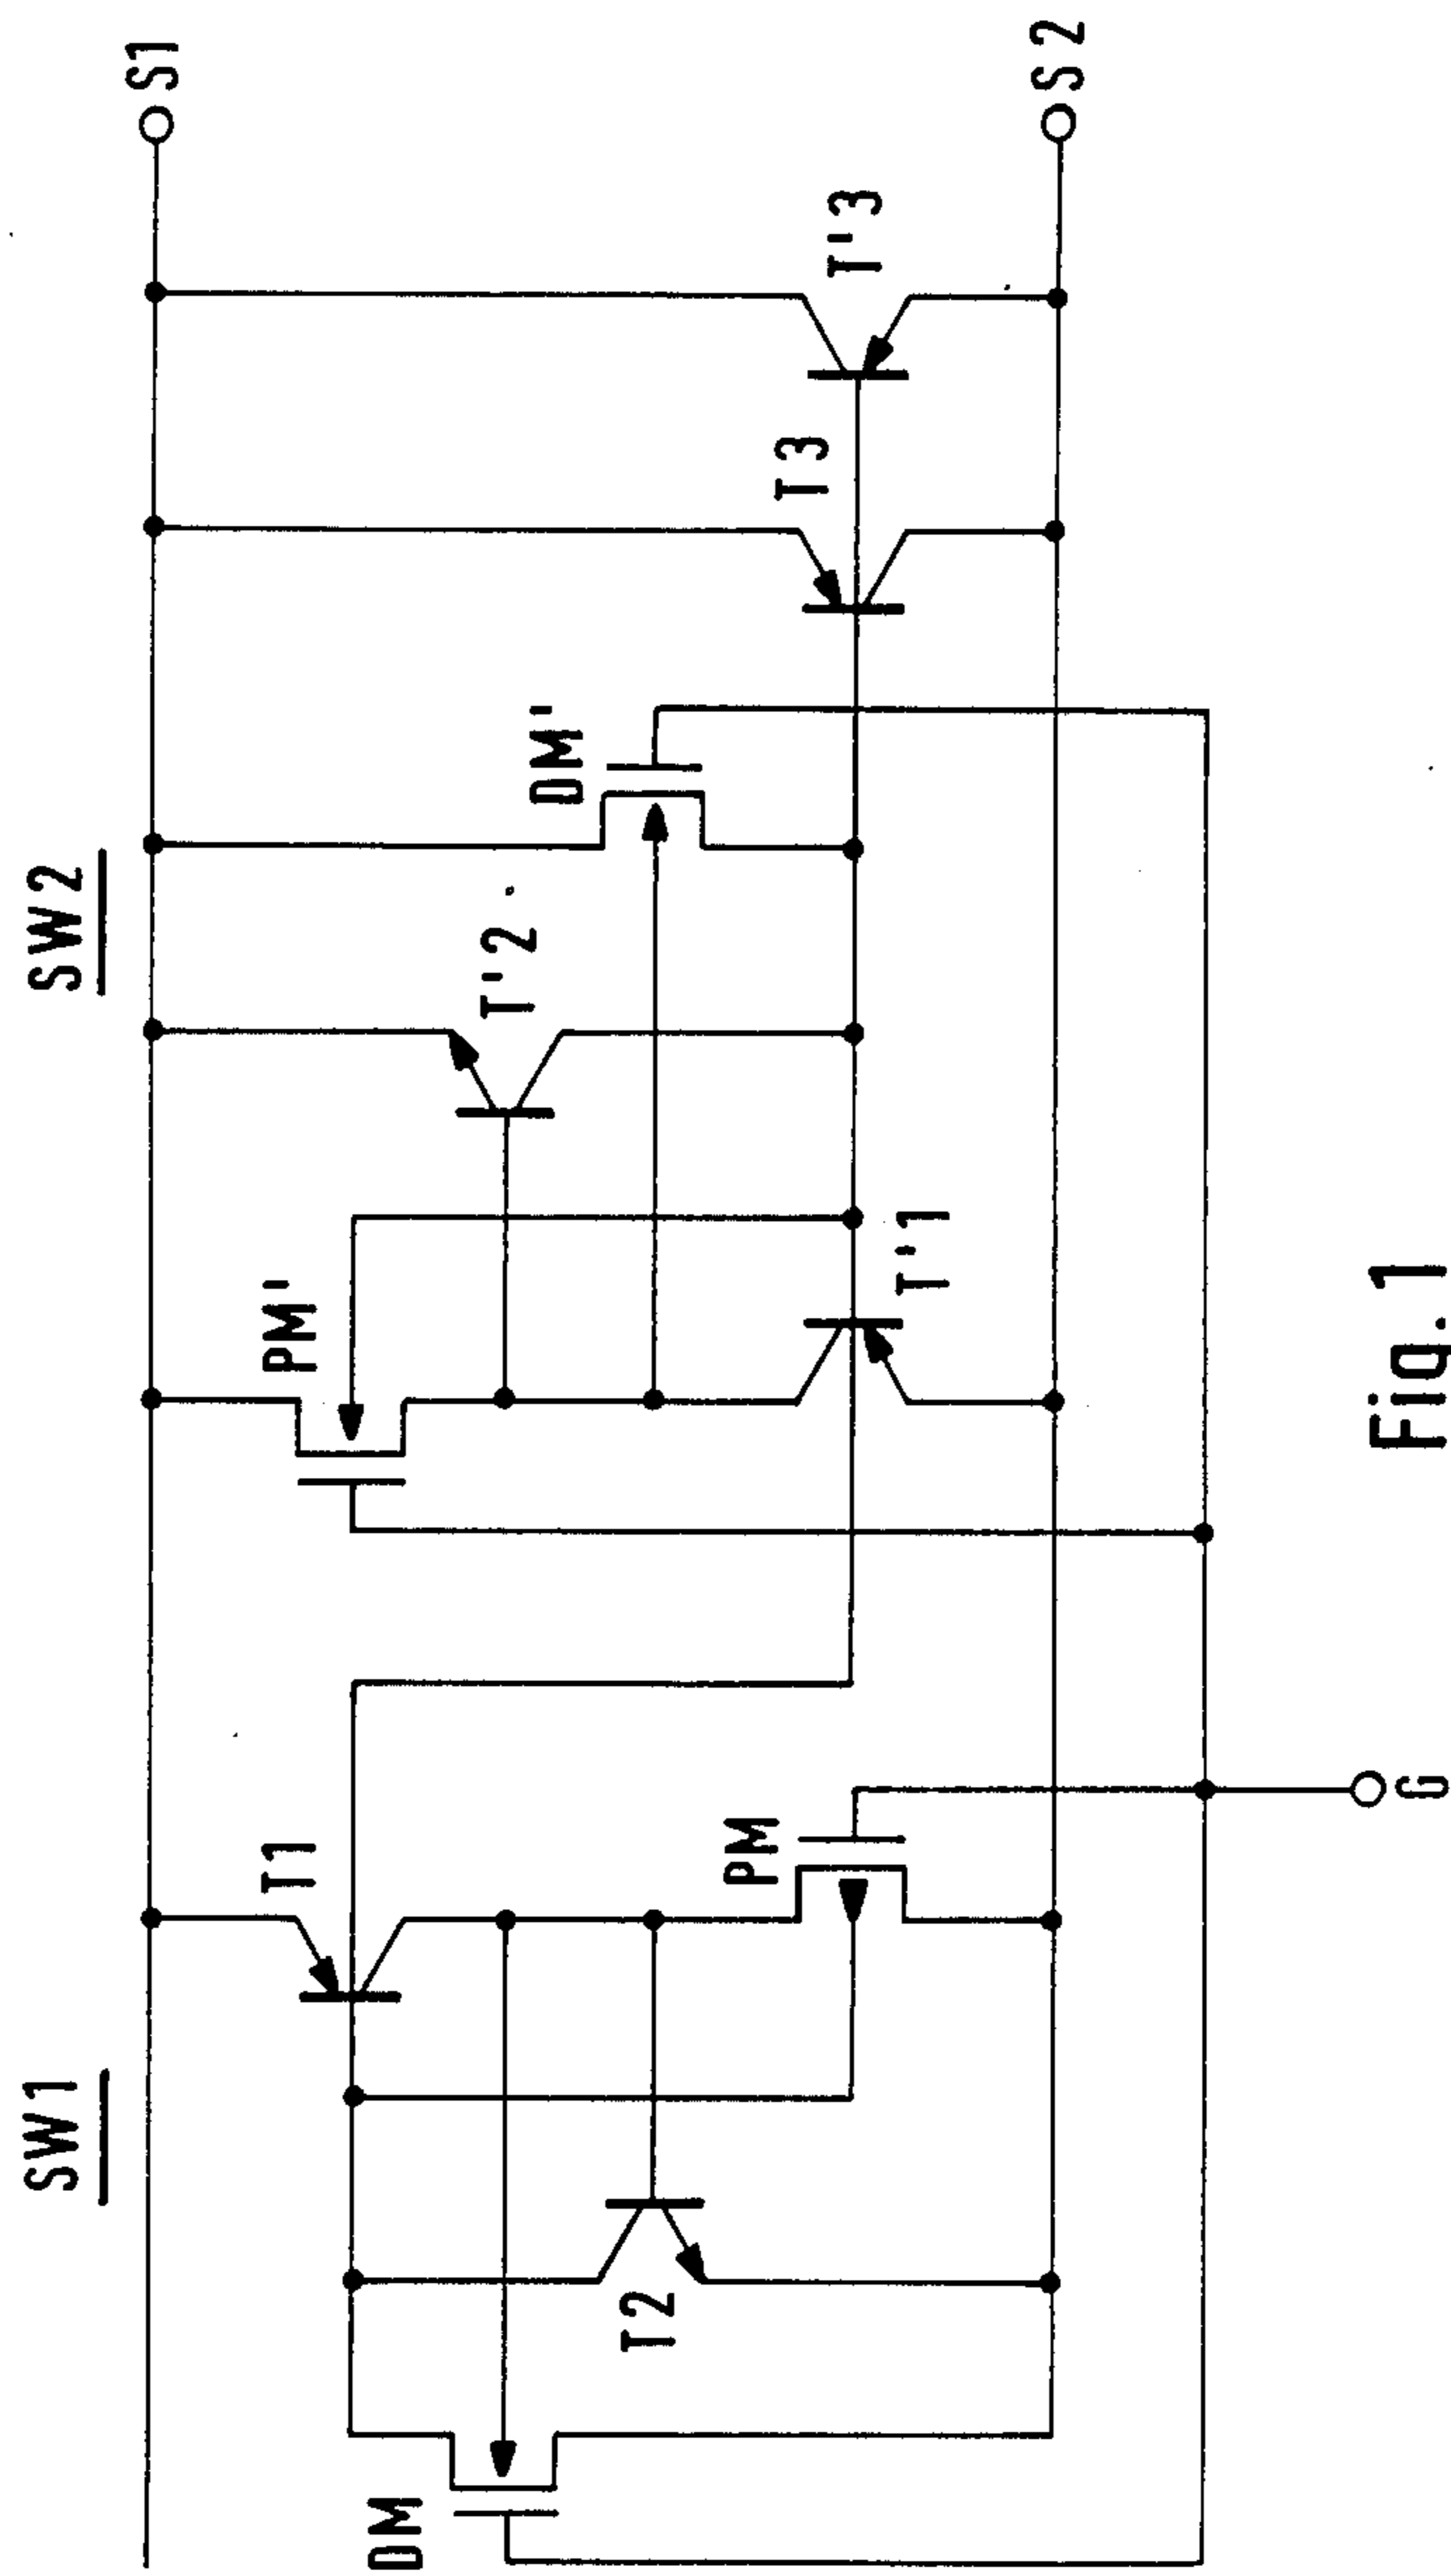 SW1
SW2
S1
T1
PM'
T'2
DM'
DM
T2
PM
T'1
T3
T'3
S2
G
Fig. 1